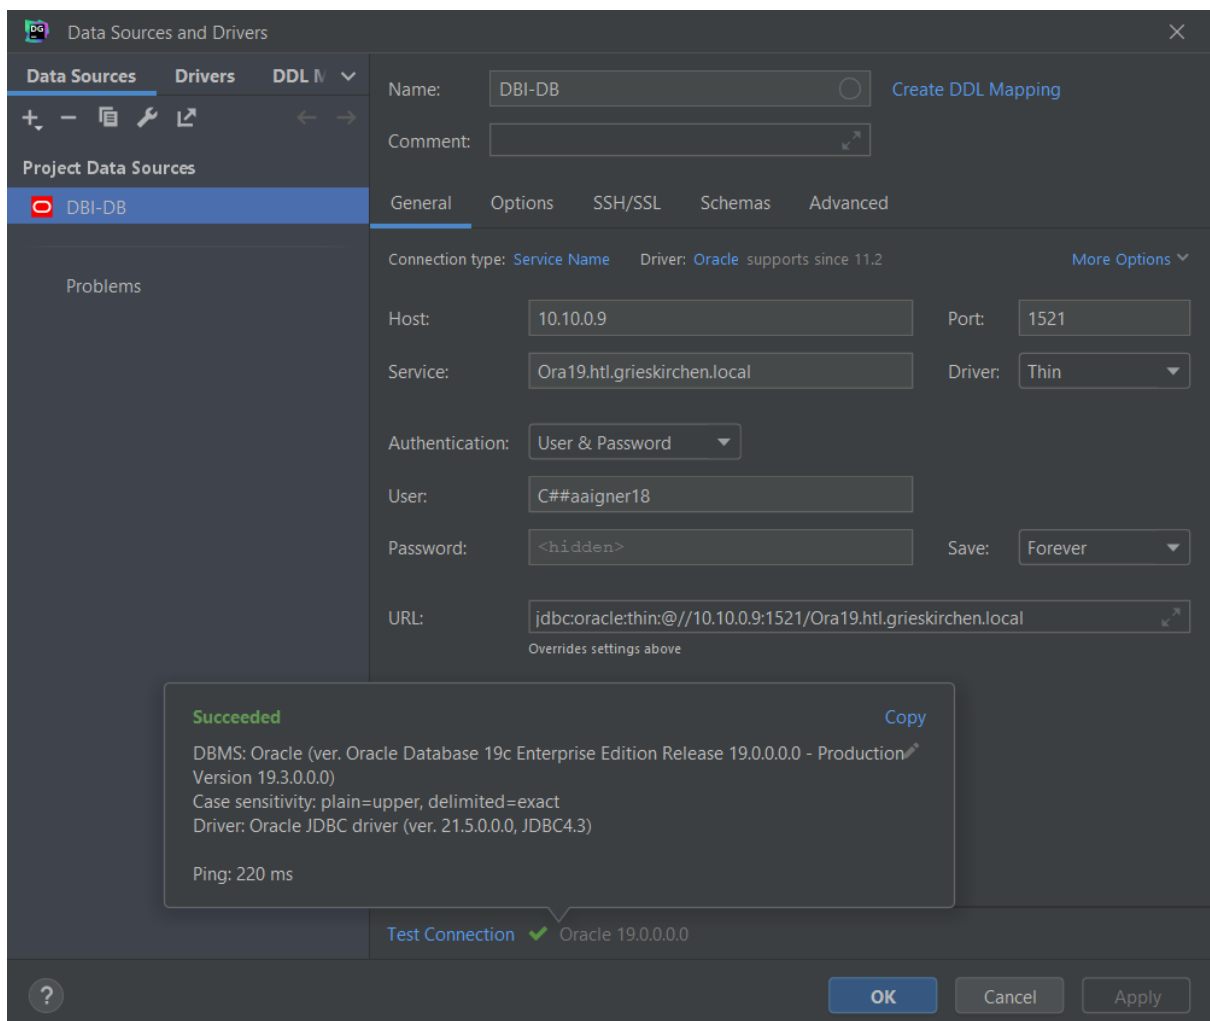 DG Data Sources and Drivers
Data Sources Drivers DDL M
Project Data Sources
DBI-DB
Problems
Name: DBI-DB Create DDL Mapping
Comment:
General Options SSH/SSL Schemas Advanced
Connection type: Service Name Driver: Oracle supports since 11.2 More Options
Host: 10.10.0.9 Port: 1521
Service: Ora19.htl.grieskirchen.local Driver: Thin
Authentication: User & Password
User: C##aaigner18
Password: <hidden> Save: Forever
URL: jdbc:oracle:thin:@//10.10.0.9:1521/Ora19.htl.grieskirchen.local
Overrides settings above
Succeeded Copy
DBMS: Oracle (ver. Oracle Database 19c Enterprise Edition Release 19.0.0.0.0 - Production
Version 19.3.0.0.0)
Case sensitivity: plain=upper, delimited=exact
Driver: Oracle JDBC driver (ver. 21.5.0.0.0, JDBC4.3)
Ping: 220 ms
Test Connection Oracle 19.0.0.0.0
? OK Cancel Apply